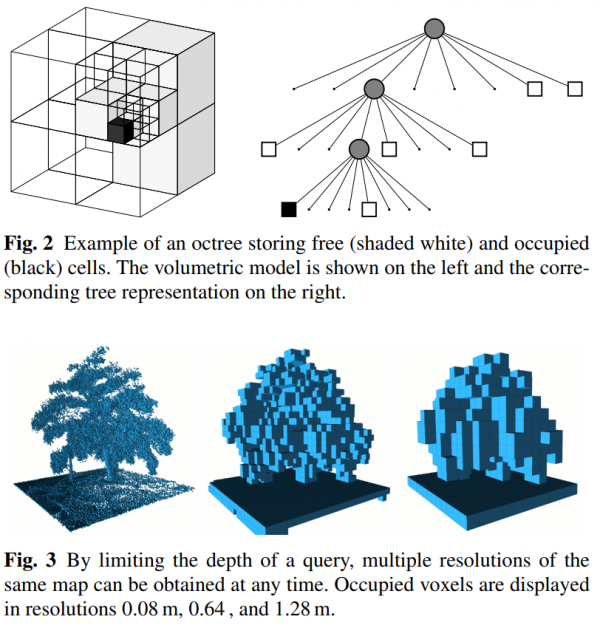 Fig. 2 Example of an octree storing free (shaded white) and occupied
(black) cells. The volumetric model is shown on the left and the corre-
sponding tree representation on the right.
Fig. 3 By limiting the depth of a query, multiple resolutions of the
same map can be obtained at any time. Occupied voxels are displayed
in resolutions 0.08 m, 0.64 , and 1.28 m.